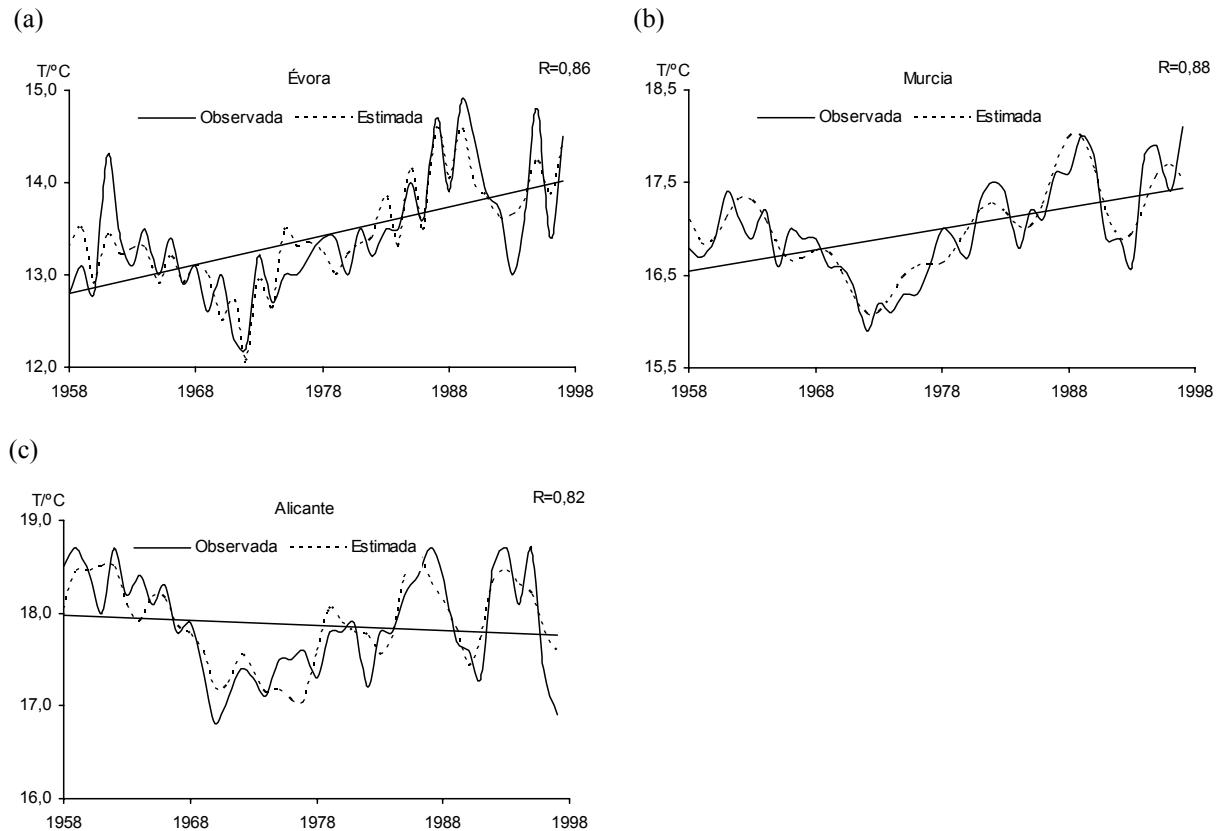 (a)
T/ºC
Évora
R=0,86
Observada
Estimada
15,0
14,0
13,0
12,0
1958 1968 1978 1988 1998
(b)
T/ºC
Murcia
R=0,88
Observada
Estimada
18,5
17,5
16,5
15,5
1958 1968 1978 1988 1998
(c)
T/ºC
Alicante
R=0,82
Observada
Estimada
19,0
18,0
17,0
16,0
1958 1968 1978 1988 1998